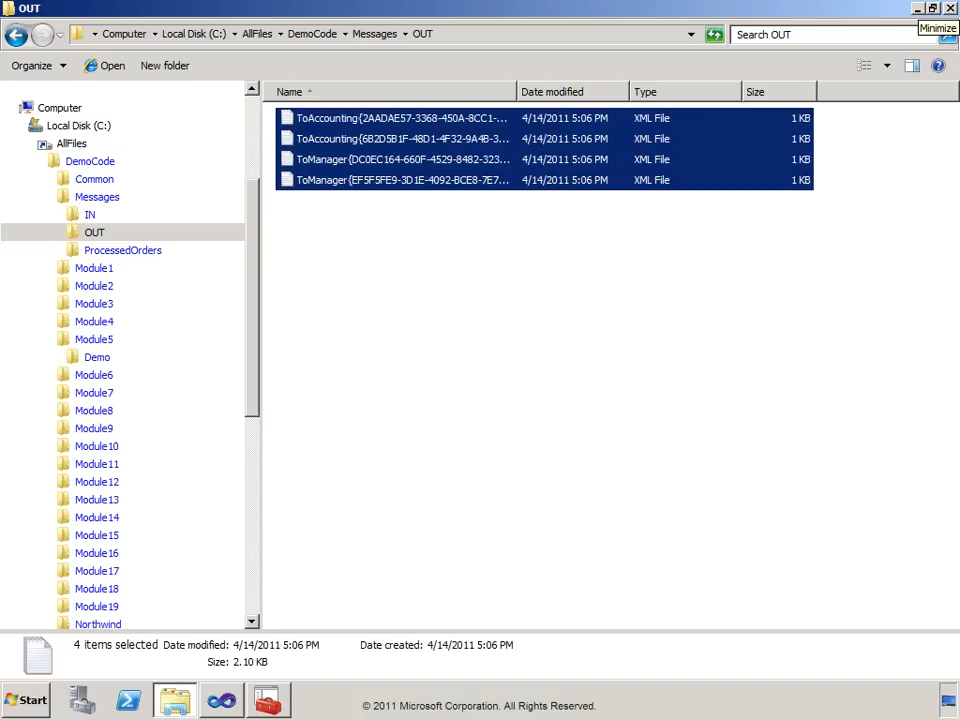 OUT
Computer Local Disk (C:) AllFiles DemoCode Messages OUT
Search OUT
Minimize
Organize Open New folder
Name Date modified Type Size
ToAccounting{2AADAE57-3368-450A-8CC1-... 4/14/2011 5:06 PM XML File 1 KB
ToAccounting{6B2D5B1F-48D1-4F32-9A4B-3... 4/14/2011 5:06 PM XML File 1 KB
ToManager{DC0EC164-660F-4529-8482-323... 4/14/2011 5:06 PM XML File 1 KB
ToManager{EF5F5FE9-3D1E-4092-BCE8-7E7... 4/14/2011 5:06 PM XML File 1 KB
Computer
Local Disk (C:)
AllFiles
DemoCode
Common
Messages
IN
OUT
ProcessedOrders
Module1
Module2
Module3
Module4
Module5
Demo
Module6
Module7
Module8
Module9
Module10
Module11
Module12
Module13
Module14
Module15
Module16
Module17
Module18
Module19
Northwind
4 items selected Date modified: 4/14/2011 5:06 PM Date created: 4/14/2011 5:06 PM
Size: 2.10 KB
Start
© 2011 Microsoft Corporation. All Rights Reserved.